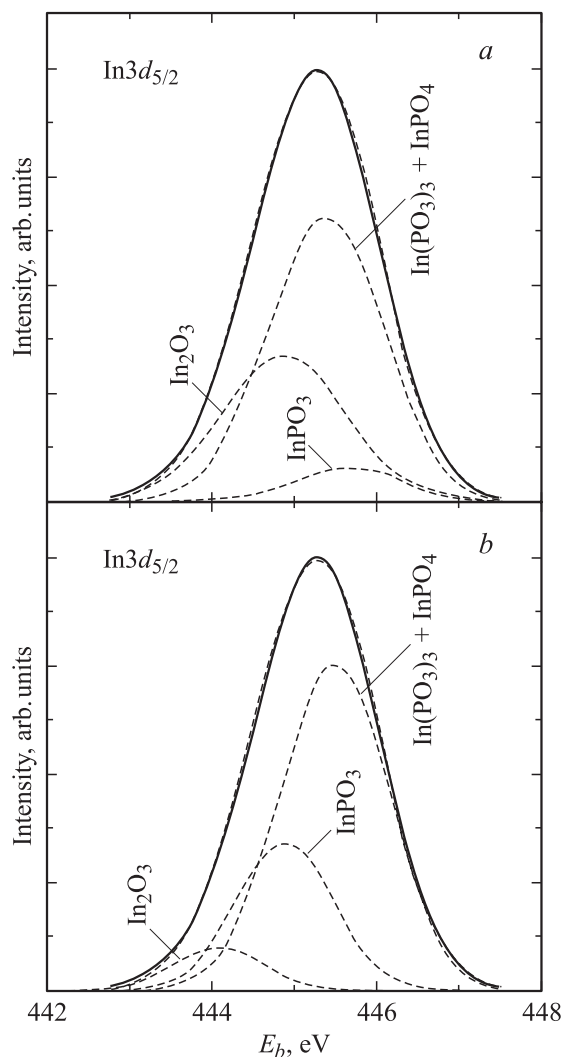 In3d₅/₂
a
In(PO₃)₃ + InPO₄
In₂O₃
InPO₃
Intensity, arb. units
In3d₅/₂
b
In(PO₃)₃ + InPO₄
InPO₃
In₂O₃
Intensity, arb. units
442 444 446 448
E_b, eV